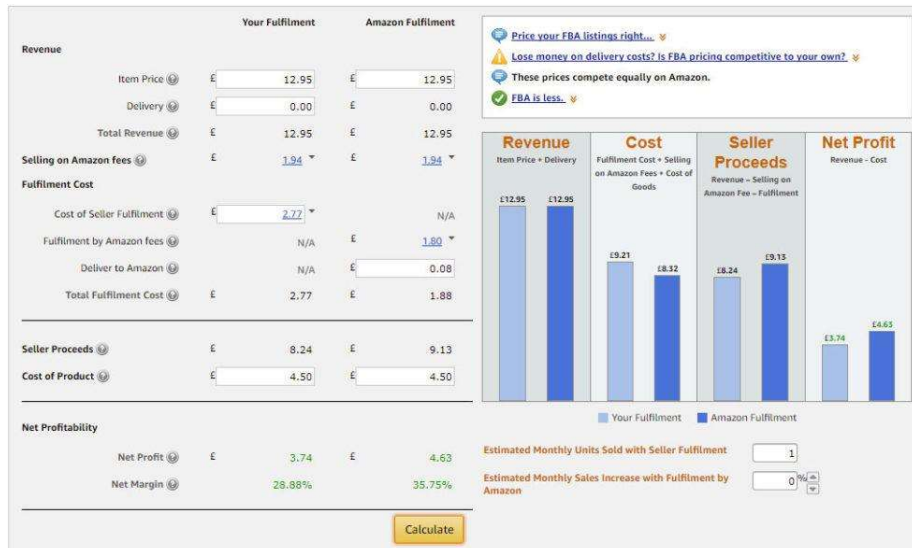 Your Fulfilment Amazon Fulfilment
Revenue
Item Price £ 12.95 £ 12.95
Delivery £ 0.00 £ 0.00
Total Revenue £ 12.95 £ 12.95
Selling on Amazon fees £ 1.94 £ 1.94
Fulfilment Cost
Cost of Seller Fulfilment £ 2.77 N/A
Fulfilment by Amazon fees N/A £ 1.80
Deliver to Amazon N/A £ 0.08
Total Fulfilment Cost £ 2.77 £ 1.88
Seller Proceeds £ 8.24 £ 9.13
Cost of Product £ 4.50 £ 4.50
Net Profitability
Net Profit £ 3.74 £ 4.63
Net Margin 28.88% 35.75%
Calculate
Price your FBA listings right...
Lose money on delivery costs? Is FBA pricing competitive to your own?
These prices compete equally on Amazon.
FBA is less.
Revenue
Item Price + Delivery
£12.95 £12.95
Cost
Fulfilment Cost + Selling
on Amazon Fees + Cost of
Goods
£9.21 £8.32
Seller
Proceeds
Revenue – Selling on
Amazon Fee – Fulfilment
£8.24 £9.13
Net Profit
Revenue - Cost
£3.74 £4.63
Your Fulfilment Amazon Fulfilment
Estimated Monthly Units Sold with Seller Fulfilment 1
Estimated Monthly Sales Increase with Fulfilment by
Amazon 0 %